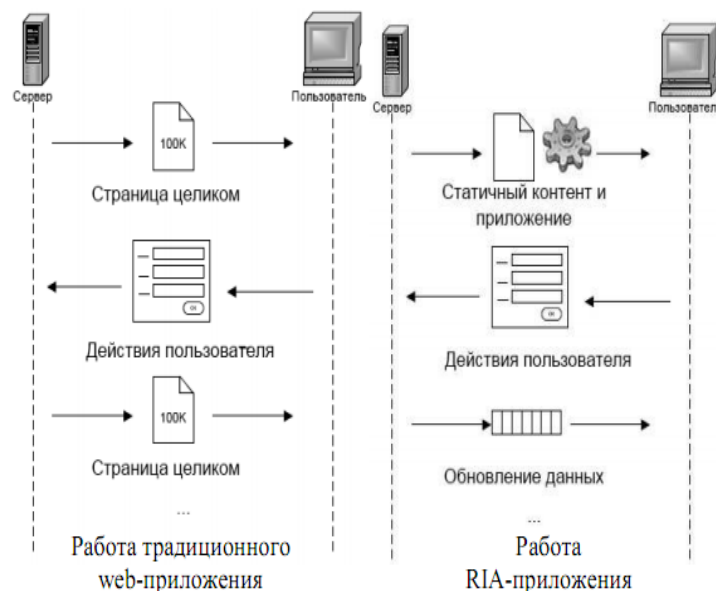 Сервер
Пользователь
100K
Страница целиком
Действия пользователя
100K
Страница целиком
...
Работа традиционного
web-приложения
Сервер
Пользовател
Статичный контент и
приложение
Действия пользователя
Обновление данных
...
Работа
RIA-приложения